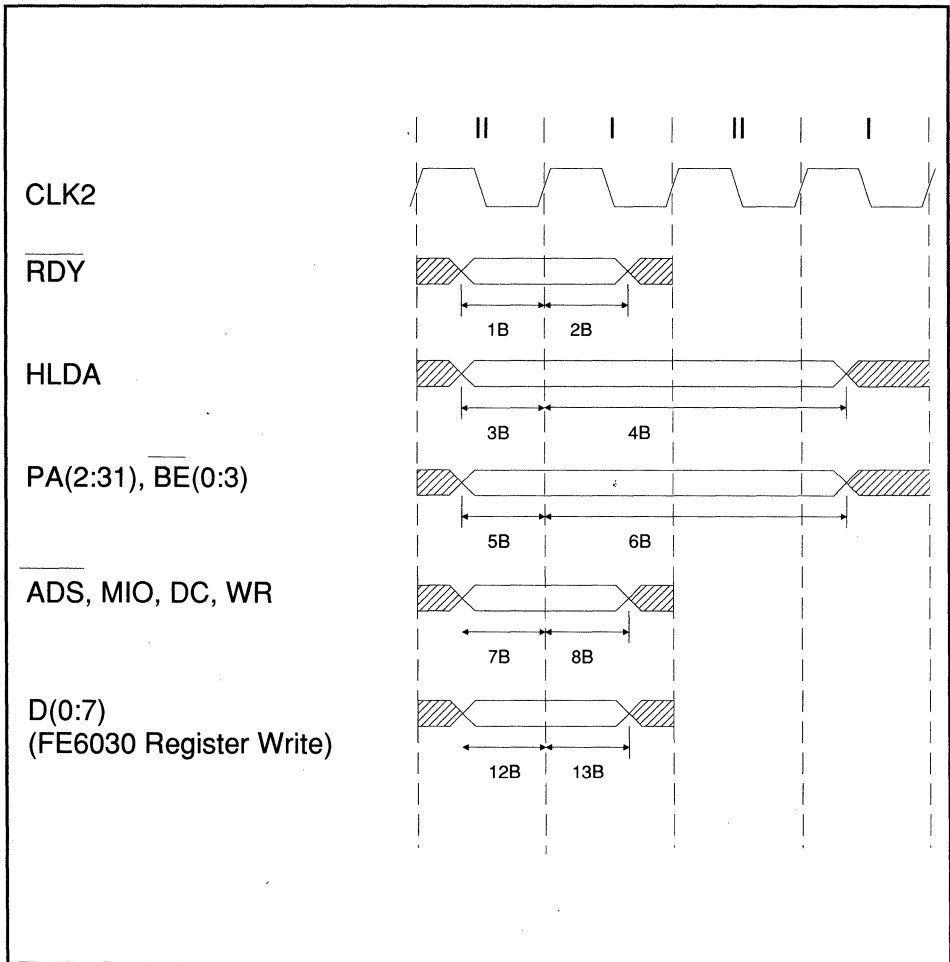 II I II I
CLK2
RDY
1B 2B
HLDA
3B 4B
PA(2:31), BE(0:3)
5B 6B
ADS, MIO, DC, WR
7B 8B
D(0:7)
(FE6030 Register Write)
12B 13B